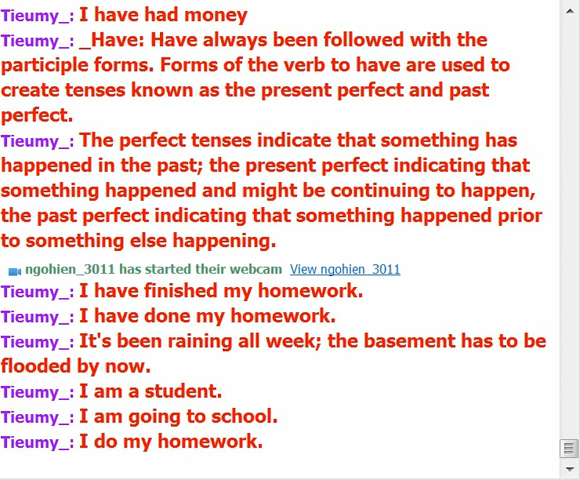 Tieumy_: I have had money
Tieumy_: _Have: Have always been followed with the
participle forms. Forms of the verb to have are used to
create tenses known as the present perfect and past
perfect.
Tieumy_: The perfect tenses indicate that something has
happened in the past; the present perfect indicating that
something happened and might be continuing to happen,
the past perfect indicating that something happened prior
to something else happening.
ngohien_3011 has started their webcam View ngohien_3011
Tieumy_: I have finished my homework.
Tieumy_: I have done my homework.
Tieumy_: It's been raining all week; the basement has to be
flooded by now.
Tieumy_: I am a student.
Tieumy_: I am going to school.
Tieumy_: I do my homework.